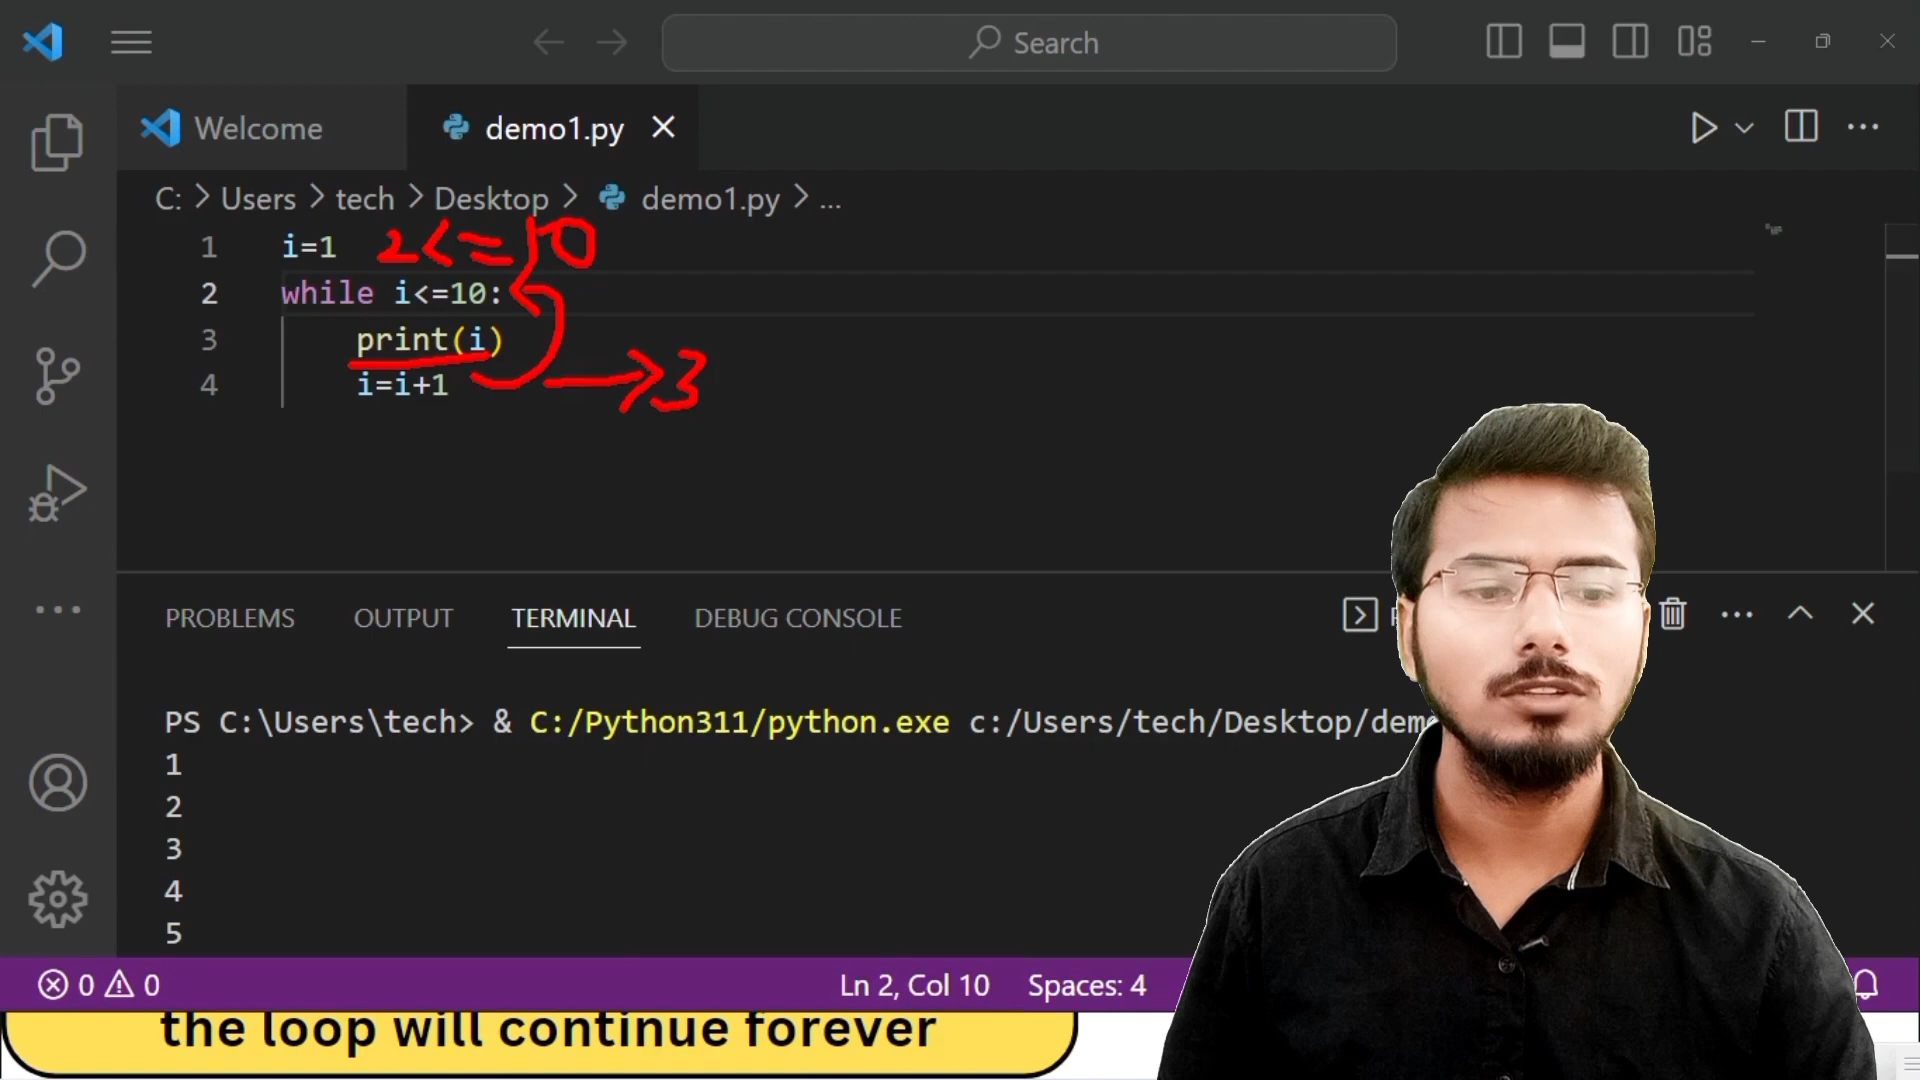 Search
Welcome
demo1.py
C: > Users > tech > Desktop > demo1.py > ...
1 i=1 2<=10
2 while i<=10:
3 print(i)
4 i=i+1 → 3
PROBLEMS OUTPUT TERMINAL DEBUG CONSOLE
PS C:\Users\tech> & C:/Python311/python.exe c:/Users/tech/Desktop/dem
1
2
3
4
5
0 0 Ln 2, Col 10 Spaces: 4
the loop will continue forever